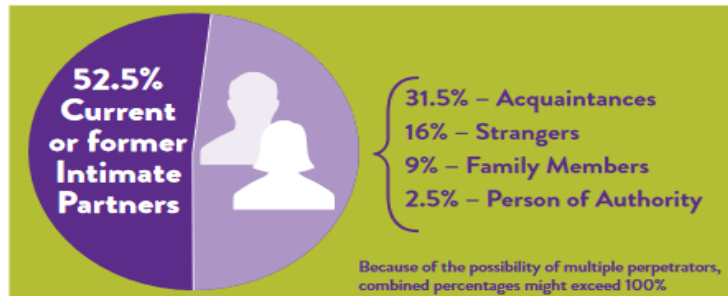 52.5%
Current
or former
Intimate
Partners
31.5% – Acquaintances
16% – Strangers
9% – Family Members
2.5% – Person of Authority
Because of the possibility of multiple perpetrators,
combined percentages might exceed 100%